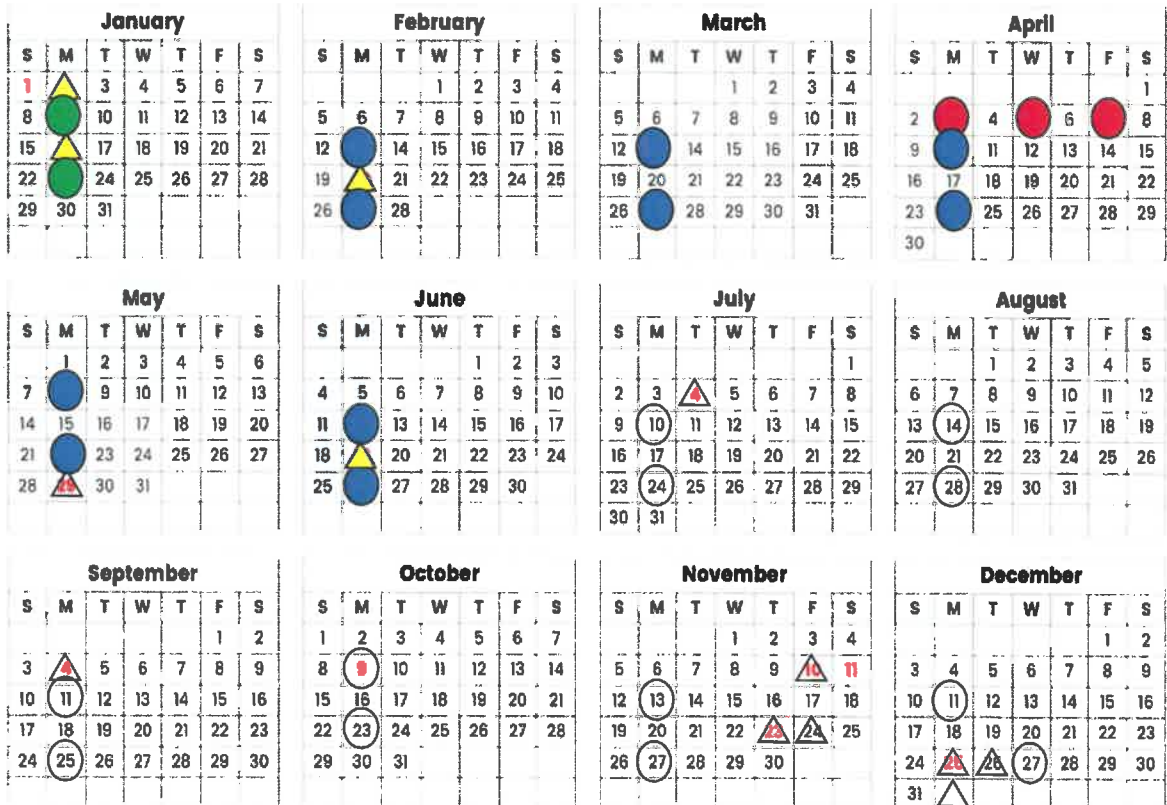 January
S M T W T F S
1 3 4 5 6 7
8 10 11 12 13 14
15 17 18 19 20 21
22 24 25 26 27 28
29 30 31
February
S M T W T F S
1 2 3 4
5 6 7 8 9 10 11
12 14 15 16 17 18
19 21 22 23 24 25
26 28
March
S M T W T F S
1 2 3 4
5 6 7 8 9 10 11
12 14 15 16 17 18
19 20 21 22 23 24 25
26 28 29 30 31
April
S M T W T F S
1
2 4 6 8
9 11 12 13 14 15
16 17 18 19 20 21 22
23 25 26 27 28 29
30
May
S M T W T F S
1 2 3 4 5 6
7 9 10 11 12 13
14 15 16 17 18 19 20
21 23 24 25 26 27
28 29 30 31
June
S M T W T F S
1 2 3
4 5 6 7 8 9 10
11 13 14 15 16 17
18 20 21 22 23 24
25 27 28 29 30
July
S M T W T F S
1
2 3 4 5 6 7 8
9 10 11 12 13 14 15
16 17 18 19 20 21 22
23 24 25 26 27 28 29
30 31
August
S M T W T F S
1 2 3 4 5
6 7 8 9 10 11 12
13 14 15 16 17 18 19
20 21 22 23 24 25 26
27 28 29 30 31
September
S M T W T F S
1 2
3 4 5 6 7 8 9
10 11 12 13 14 15 16
17 18 19 20 21 22 23
24 25 26 27 28 29 30
October
S M T W T F S
1 2 3 4 5 6 7
8 9 10 11 12 13 14
15 16 17 18 19 20 21
22 23 24 25 26 27 28
29 30 31
November
S M T W T F S
1 2 3 4
5 6 7 8 9 10 11
12 13 14 15 16 17 18
19 20 21 22 23 24 25
26 27 28 29 30
December
S M T W T F S
1 2
3 4 5 6 7 8 9
10 11 12 13 14 15 16
17 18 19 20 21 22 23
24 25 26 27 28 29 30
31